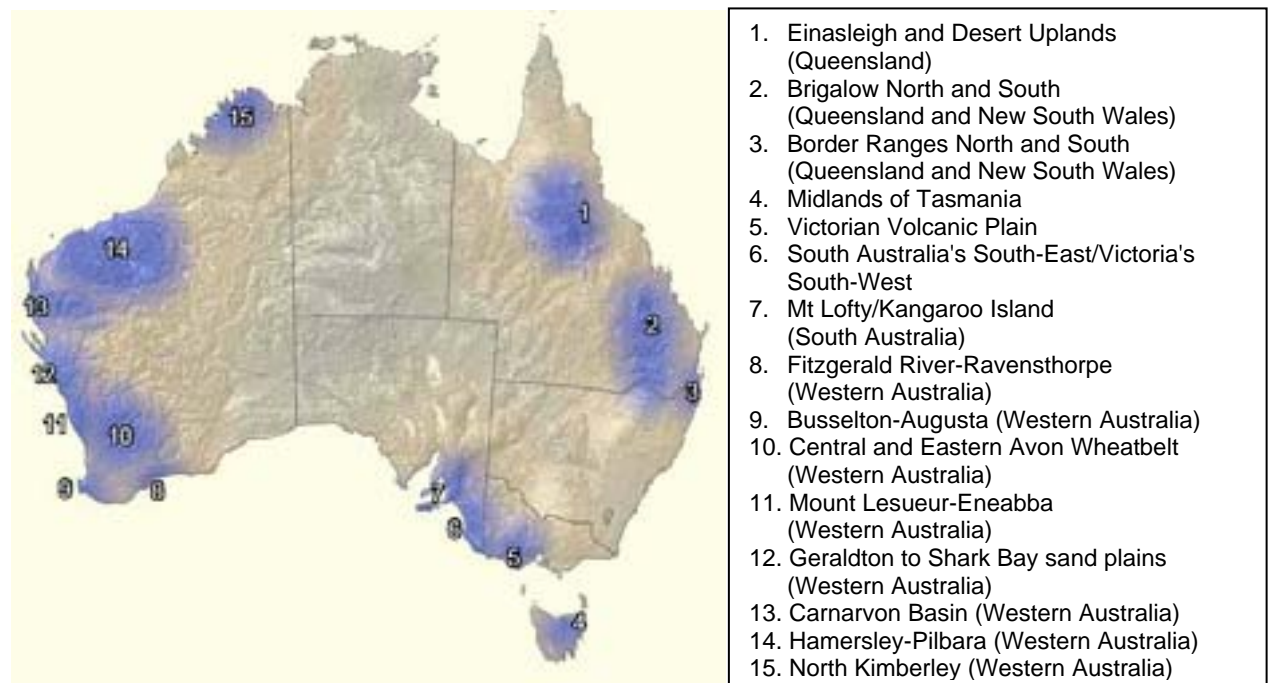 15
1
14
13
2
12
3
11
10
9
8
7
6
5
4
1. Einasleigh and Desert Uplands
(Queensland)
2. Brigalow North and South
(Queensland and New South Wales)
3. Border Ranges North and South
(Queensland and New South Wales)
4. Midlands of Tasmania
5. Victorian Volcanic Plain
6. South Australia's South-East/Victoria's
South-West
7. Mt Lofty/Kangaroo Island
(South Australia)
8. Fitzgerald River-Ravensthorpe
(Western Australia)
9. Busselton-Augusta (Western Australia)
10. Central and Eastern Avon Wheatbelt
(Western Australia)
11. Mount Lesueur-Eneabba
(Western Australia)
12. Geraldton to Shark Bay sand plains
(Western Australia)
13. Carnarvon Basin (Western Australia)
14. Hamersley-Pilbara (Western Australia)
15. North Kimberley (Western Australia)